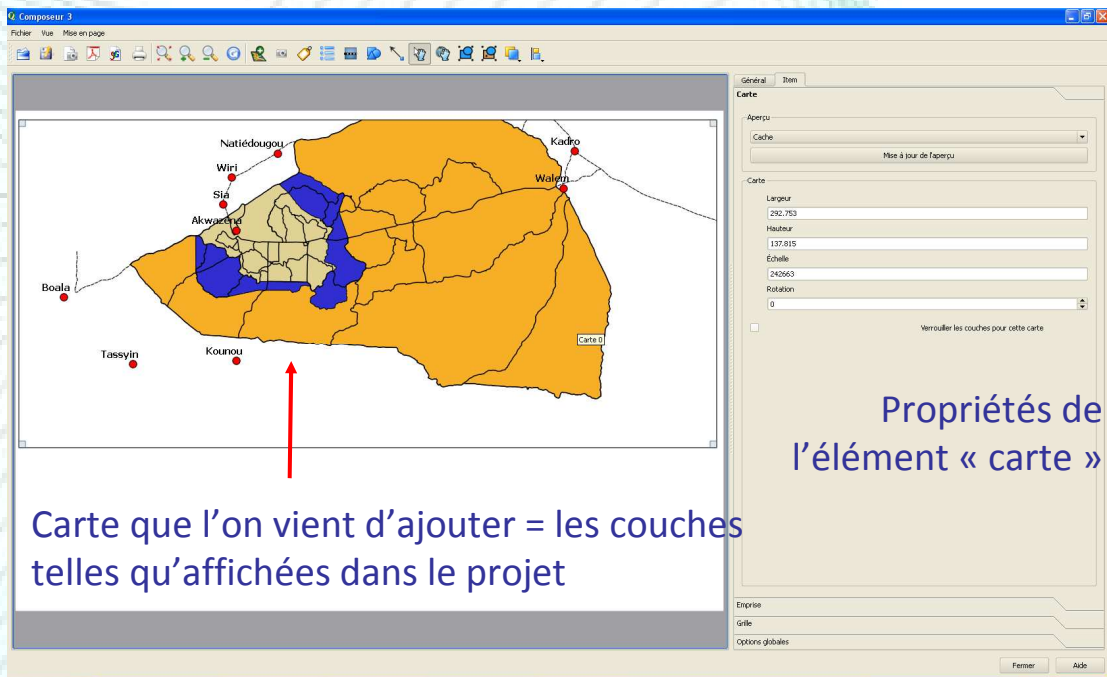 Composeur 3
Fichier Vue Mise en page
Général Item
Carte
Aperçu
Cache
Mise à jour de l'aperçu
Carte
Largeur
292.753
Hauteur
137.815
Échelle
242663
Rotation
0
Verrouiller les couches pour cette carte
Natiédougou
Kadro
Wiri
Walem
Sia
Akwazena
Boala
Carte 0
Tassyin
Kounou
Propriétés de
l'élément « carte »
Carte que l'on vient d'ajouter = les couches
telles qu'affichées dans le projet
Emprise
Grille
Options globales
Fermer Aide